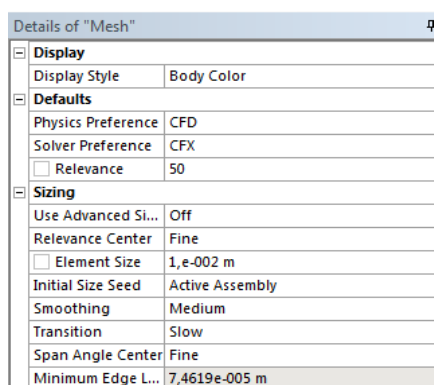 Details of "Mesh"
Display
Display Style Body Color
Defaults
Physics Preference CFD
Solver Preference CFX
Relevance 50
Sizing
Use Advanced Si... Off
Relevance Center Fine
Element Size 1,e-002 m
Initial Size Seed Active Assembly
Smoothing Medium
Transition Slow
Span Angle Center Fine
Minimum Edge L... 7,4619e-005 m